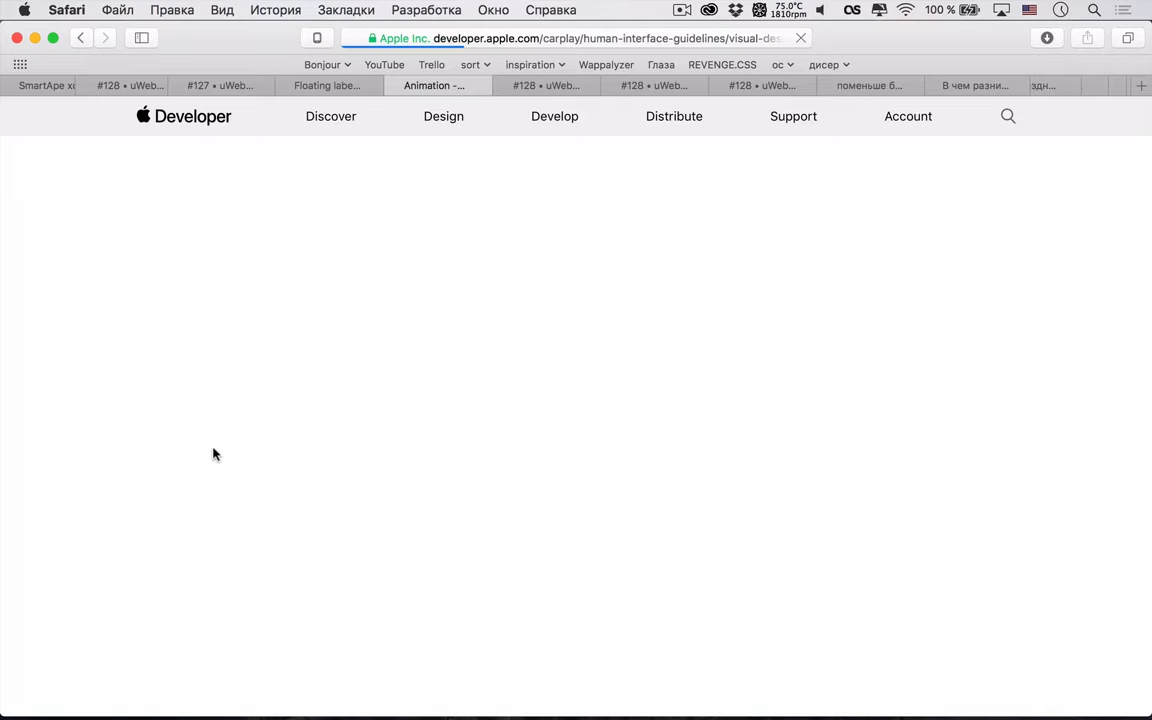 Safari Файл Правка Вид История Закладки Разработка Окно Справка 75.0°C 1810rpm 100 %
Apple Inc. developer.apple.com/carplay/human-interface-guidelines/visual-des
Bonjour YouTube Trello sort inspiration Wappalyzer Глаза REVENGE.CSS ос дисер
SmartApe хо #128 • uWeb... #127 • uWeb... Floating labe... Animation -... #128 • uWeb... #128 • uWeb... #128 • uWeb... поменьше б... В чем разни... здн...
Developer Discover Design Develop Distribute Support Account